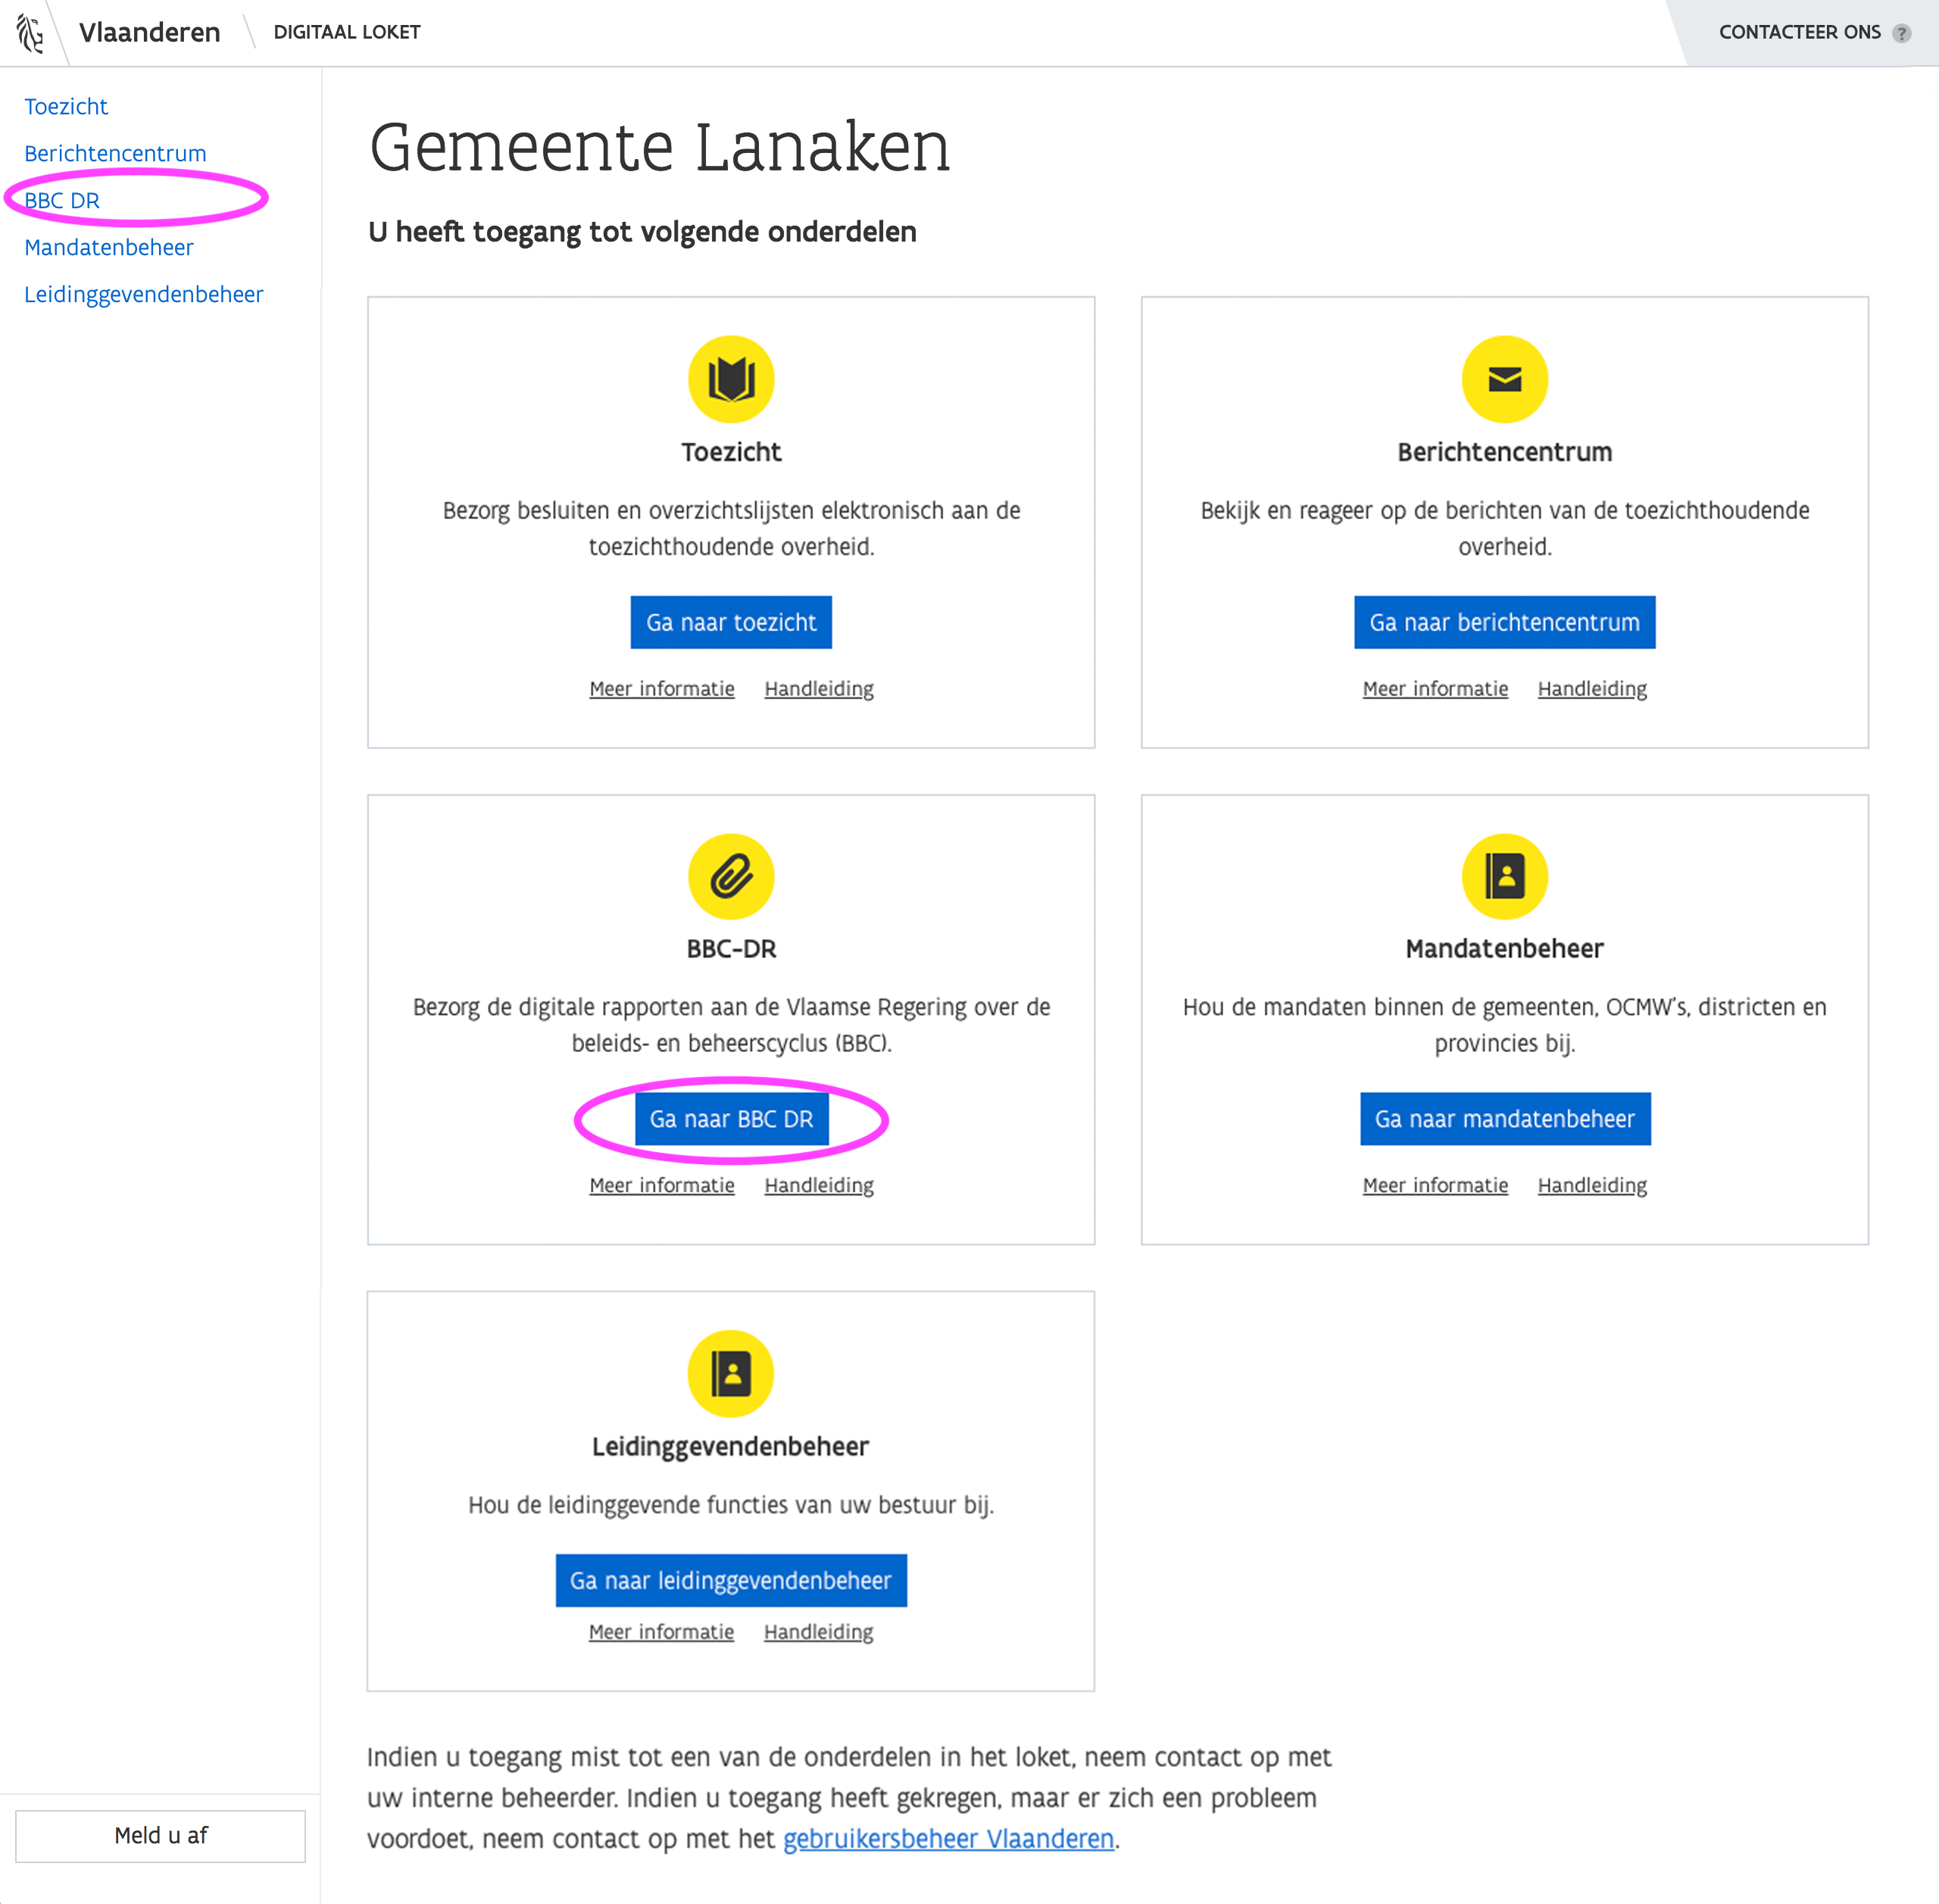 Vlaanderen
DIGITAAL LOKET
CONTACTEER ONS ?
Toezicht
Berichtencentrum
BBC DR
Mandatenbeheer
Leidinggevendenbeheer
Gemeente Lanaken
U heeft toegang tot volgende onderdelen
Toezicht
Bezorg besluiten en overzichtslijsten elektronisch aan de
toezichthoudende overheid.
Ga naar toezicht
Meer informatie Handleiding
Berichtencentrum
Bekijk en reageer op de berichten van de toezichthoudende
overheid.
Ga naar berichtencentrum
Meer informatie Handleiding
BBC-DR
Bezorg de digitale rapporten aan de Vlaamse Regering over de
beleids- en beheerscyclus (BBC).
Ga naar BBC DR
Meer informatie Handleiding
Mandatenbeheer
Hou de mandaten binnen de gemeenten, OCMW's, districten en
provincies bij.
Ga naar mandatenbeheer
Meer informatie Handleiding
Leidinggevendenbeheer
Hou de leidinggevende functies van uw bestuur bij.
Ga naar leidinggevendenbeheer
Meer informatie Handleiding
Indien u toegang mist tot een van de onderdelen in het loket, neem contact op met
uw interne beheerder. Indien u toegang heeft gekregen, maar er zich een probleem
voordoet, neem contact op met het gebruikersbeheer Vlaanderen.
Meld u af